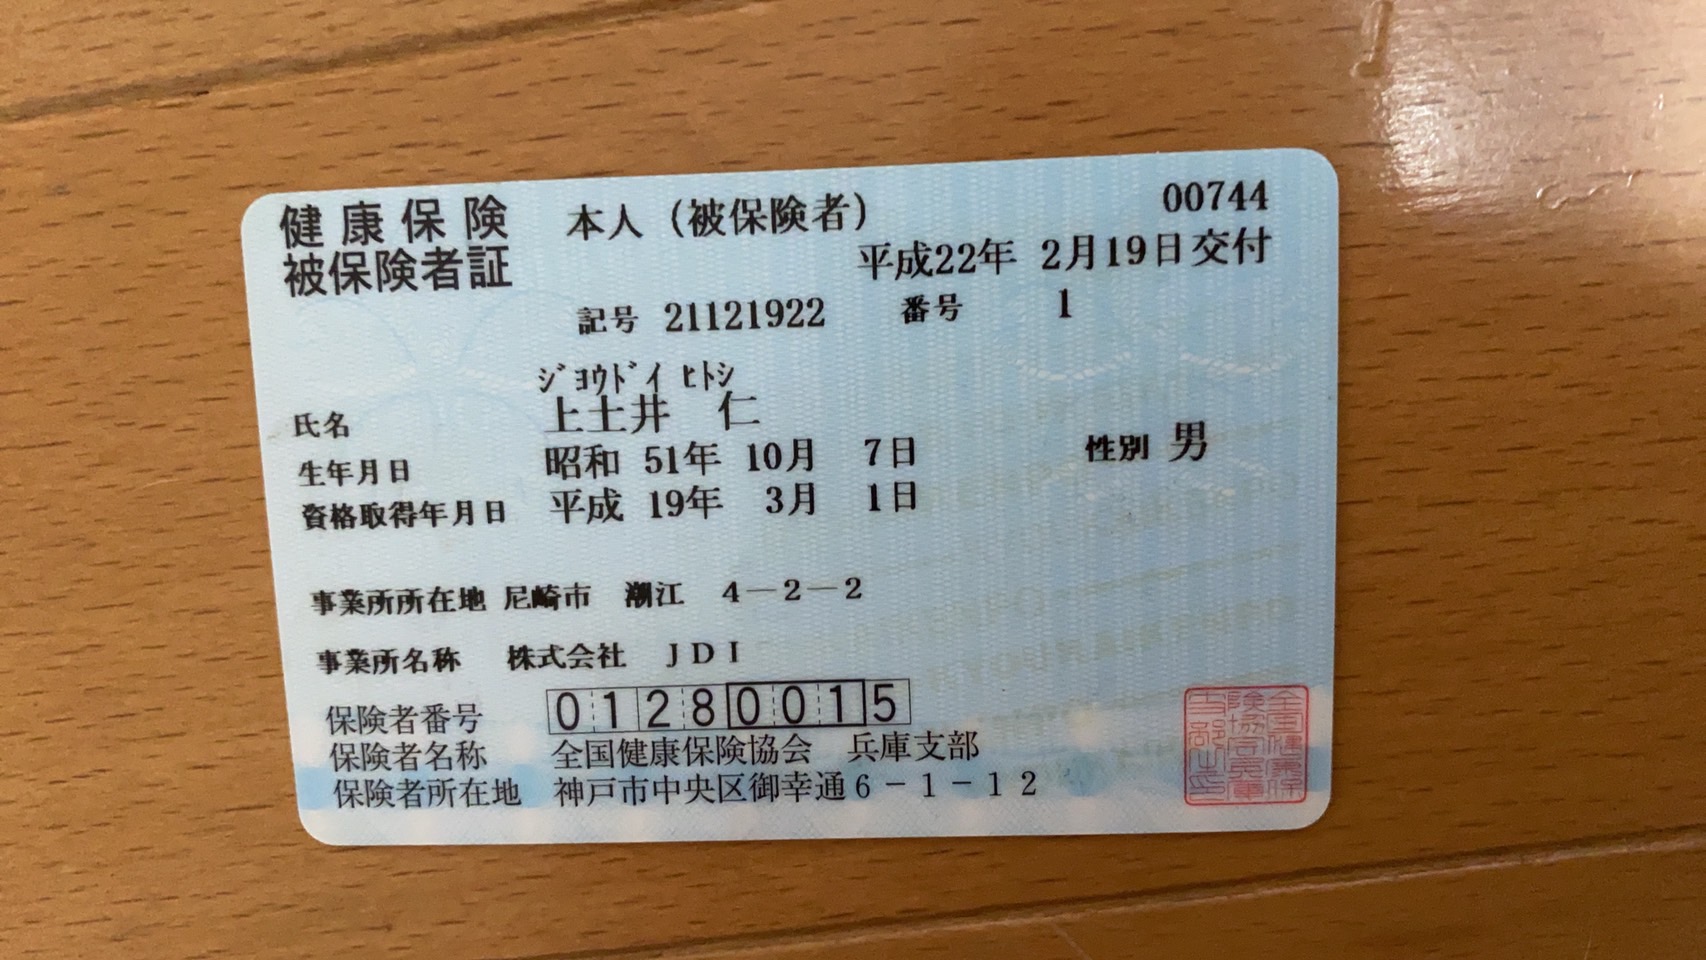 健康保険 本人（被保険者） 00744
被保険者証 平成22年 2月19日交付
記号 21121922 番号 1
ｼﾞﾖｳﾄﾞｲ ﾋﾄｼ
氏名 上土井 仁
生年月日 昭和 51年 10月 7日 性別 男
資格取得年月日 平成 19年 3月 1日
事業所所在地 尼崎市 潮江 4－2－2
事業所名称 株式会社 JDI
保険者番号 01280015
保険者名称 全国健康保険協会 兵庫支部
保険者所在地 神戸市中央区御幸通6－1－12